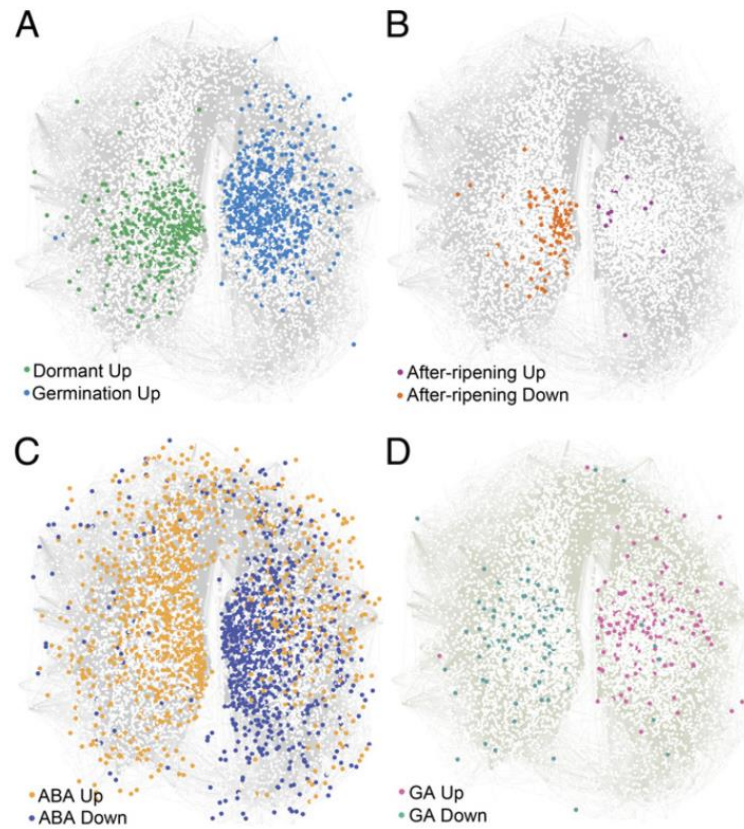 A
B
Dormant Up
Germination Up
After-ripening Up
After-ripening Down
C
D
ABA Up
ABA Down
GA Up
GA Down